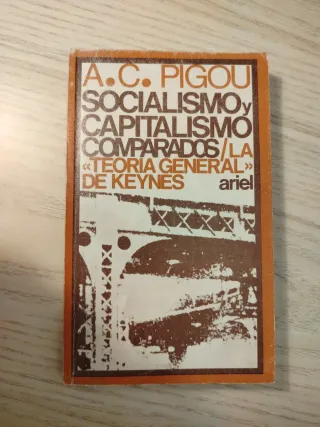 A.C. PIGOU
SOCIALISMO y
CAPITALISMO
COMPARADOS/LA
«TEORIA GENERAL»
DE KEYNES ariel